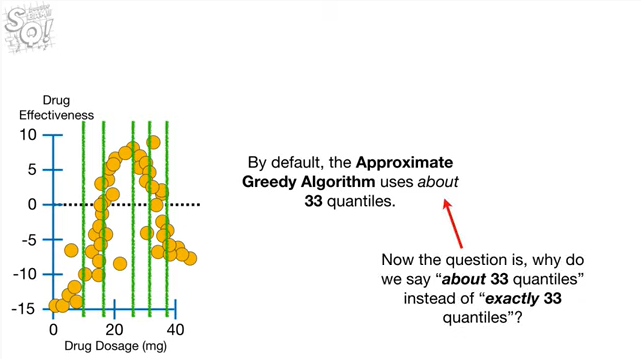 SQ!
Drug
Effectiveness
10
5
0
-5
-10
-15
0
20
40
Drug Dosage (mg)
By default, the Approximate
Greedy Algorithm uses about
33 quantiles.
Now the question is, why do
we say “about 33 quantiles”
instead of “exactly 33
quantiles”?